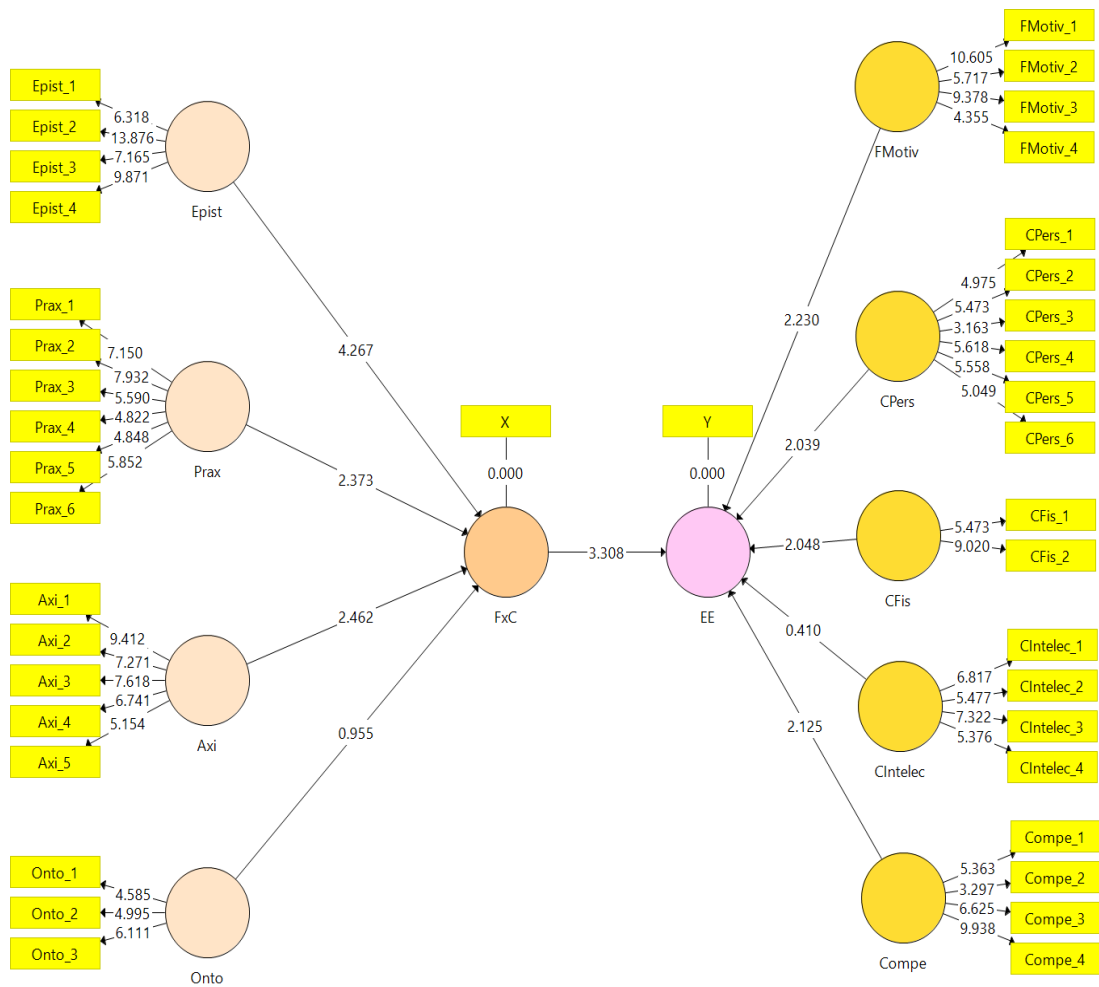 Epist_1
Epist_2
Epist_3
Epist_4
6.318
13.876
7.165
9.871
Epist
Prax_1
Prax_2
Prax_3
Prax_4
Prax_5
Prax_6
7.150
7.932
5.590
4.822
4.848
5.852
Prax
Axi_1
Axi_2
Axi_3
Axi_4
Axi_5
9.412
7.271
7.618
6.741
5.154
Axi
Onto_1
Onto_2
Onto_3
4.585
4.995
6.111
Onto
4.267
2.373
2.462
0.955
X
0.000
FxC
3.308
Y
0.000
EE
2.230
2.039
2.048
0.410
2.125
FMotiv
10.605
5.717
9.378
4.355
FMotiv_1
FMotiv_2
FMotiv_3
FMotiv_4
CPers
4.975
5.473
3.163
5.618
5.558
5.049
CPers_1
CPers_2
CPers_3
CPers_4
CPers_5
CPers_6
CFis
5.473
9.020
CFis_1
CFis_2
CIntelec
6.817
5.477
7.322
5.376
CIntelec_1
CIntelec_2
CIntelec_3
CIntelec_4
Compe
5.363
3.297
6.625
9.938
Compe_1
Compe_2
Compe_3
Compe_4